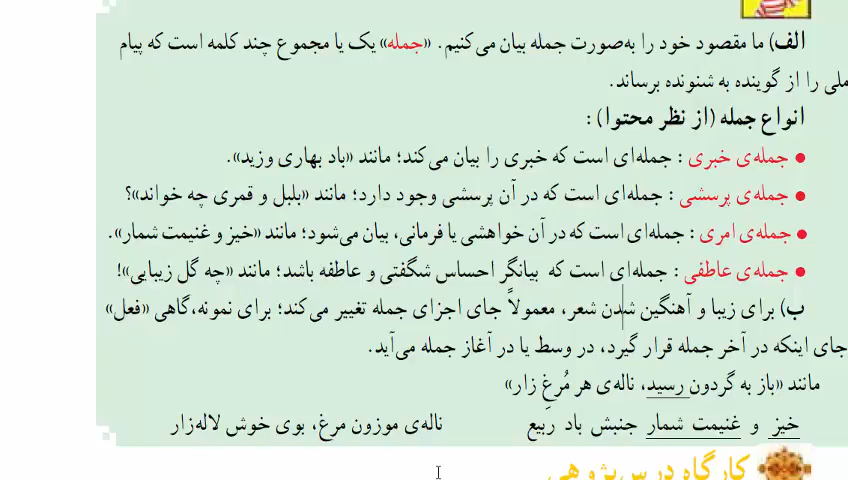 الف) ما مقصود خود را به‌صورت جمله بیان می‌کنیم. «جمله» یک یا مجموع چند کلمه است که پیام
ملی را از گوینده به شنونده برساند.
انواع جمله (از نظر محتوا) :
● جمله‌ی خبری : جمله‌ای است که خبری را بیان می‌کند؛ مانند «باد بهاری وزید».
● جمله‌ی پرسشی : جمله‌ای است که در آن پرسشی وجود دارد؛ مانند «بلبل و قمری چه خواند»؟
● جمله‌ی امری : جمله‌ای است که در آن خواهشی یا فرمانی، بیان می‌شود؛ مانند «خیز و غنیمت شمار».
● جمله‌ی عاطفی : جمله‌ای است که بیانگر احساس شگفتی و عاطفه باشد؛ مانند «چه گل زیبایی»!
ب) برای زیبا و آهنگین شدن شعر، معمولاً جای اجزای جمله تغییر می‌کند؛ برای نمونه،گاهی «فعل»
جای اینکه در آخر جمله قرار گیرد، در وسط یا در آغاز جمله می‌آید.
مانند «باز به گردون رسید، ناله‌ی هر مُرغِ زار»
خیز و غنیمت شمار جنبش باد ربیع ناله‌ی موزون مرغ، بوی خوش لاله‌زار
کارگاه درس‌پژوهی